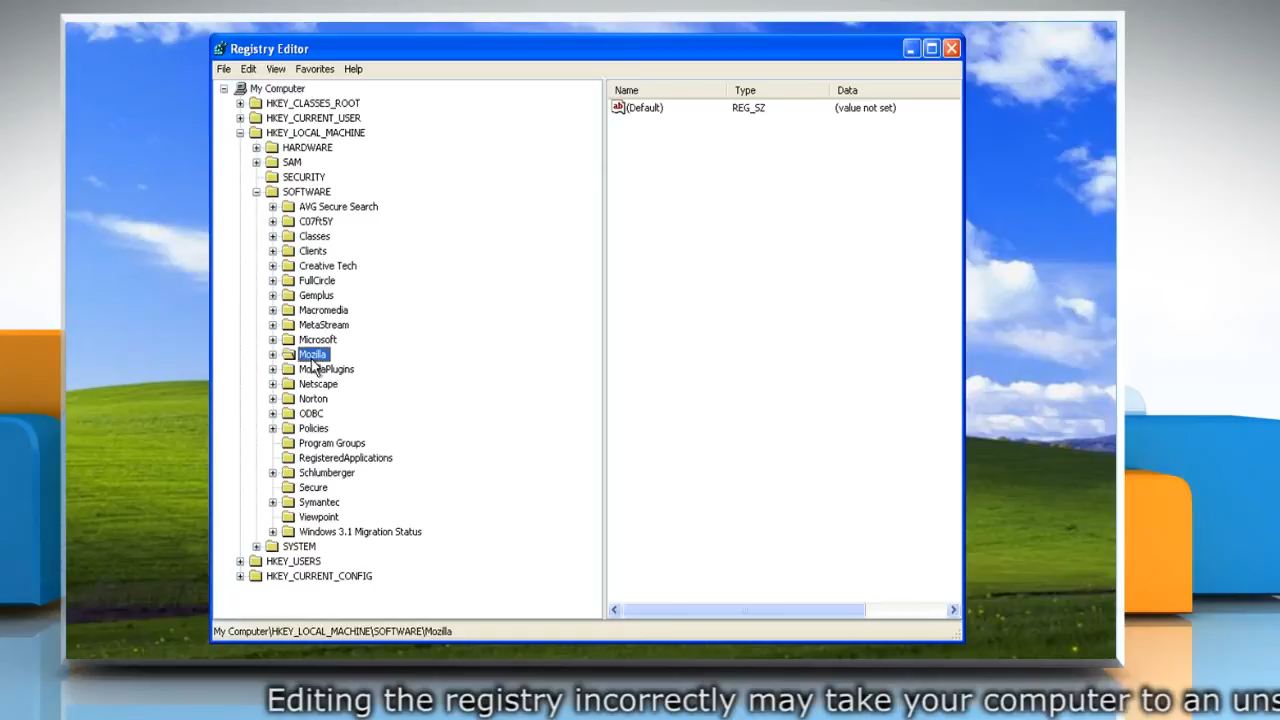 Registry Editor
File Edit View Favorites Help
My Computer
HKEY_CLASSES_ROOT
HKEY_CURRENT_USER
HKEY_LOCAL_MACHINE
HARDWARE
SAM
SECURITY
SOFTWARE
AVG Secure Search
C07ft5Y
Classes
Clients
Creative Tech
FullCircle
Gemplus
Macromedia
MetaStream
Microsoft
Mozilla
MozillaPlugins
Netscape
Norton
ODBC
Policies
Program Groups
RegisteredApplications
Schlumberger
Secure
Symantec
Viewpoint
Windows 3.1 Migration Status
SYSTEM
HKEY_USERS
HKEY_CURRENT_CONFIG
Name Type Data
ab (Default) REG_SZ (value not set)
My Computer\HKEY_LOCAL_MACHINE\SOFTWARE\Mozilla
Editing the registry incorrectly may take your computer to an uns